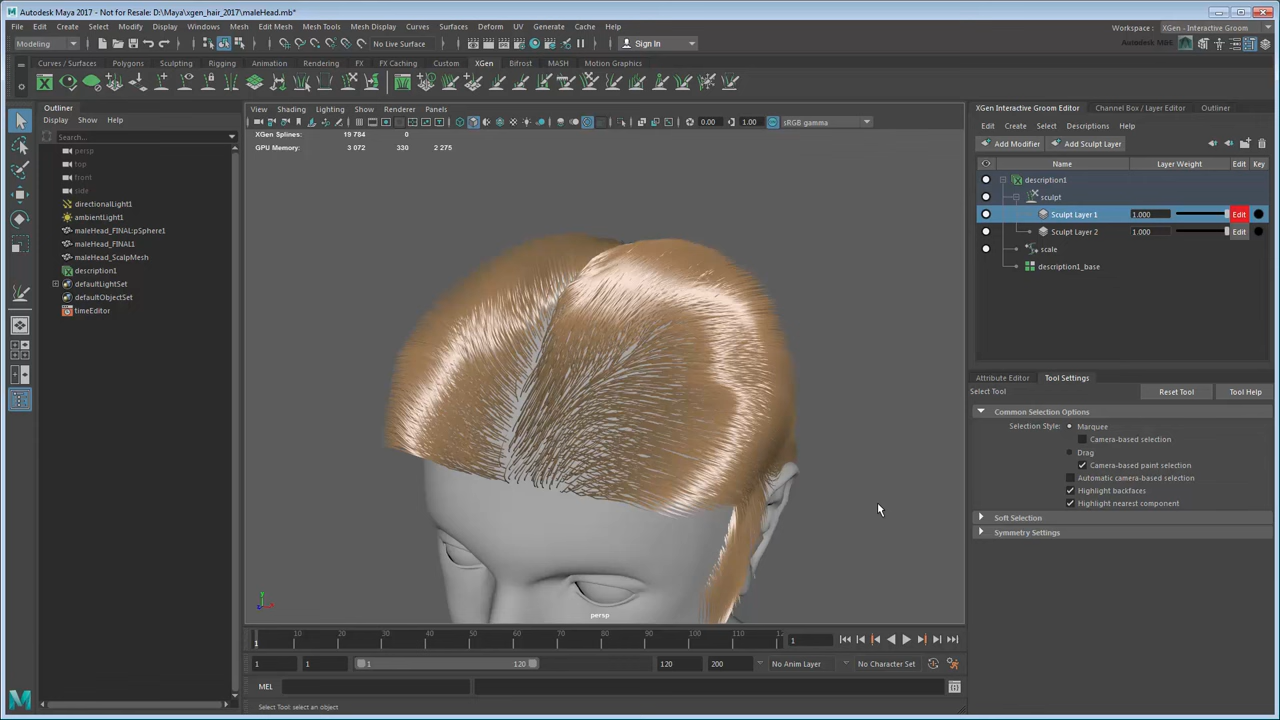 Autodesk Maya 2017 - Not for Resale: D:\Maya\xgen_hair_2017\maleHead.mb*
File Edit Create Select Modify Display Windows Mesh Edit Mesh Mesh Tools Mesh Display Curves Surfaces Deform UV Generate Cache Help
Workspace: XGen - Interactive Groom
Modeling No Live Surface Sign In
Curves / Surfaces Polygons Sculpting Rigging Animation Rendering FX FX Caching Custom XGen Bifrost MASH Motion Graphics
Outliner
Display Show Help
Search...
persp
top
front
side
directionalLight1
ambientLight1
maleHead_FINAL:pSphere1
maleHead_FINAL1
maleHead_ScalpMesh
description1
defaultLightSet
defaultObjectSet
timeEditor
View Shading Lighting Show Renderer Panels
0.00 1.00 sRGB gamma
XGen Splines: 19 784 0
GPU Memory: 3 072 330 2 275
persp
XGen Interactive Groom Editor Channel Box / Layer Editor Outliner
Edit Create Select Descriptions Help
Add Modifier Add Sculpt Layer
Name Layer Weight Edit Key
description1
sculpt
Sculpt Layer 1 1.000 Edit
Sculpt Layer 2 1.000 Edit
scale
description1_base
Attribute Editor Tool Settings
Select Tool Reset Tool Tool Help
Common Selection Options
Selection Style: Marquee
Camera-based selection
Drag
Camera-based paint selection
Automatic camera-based selection
Highlight backfaces
Highlight nearest component
Soft Selection
Symmetry Settings
10 20 30 40 50 60 70 80 90 100 110 12
1 1
1 1 1 120 120 200 No Anim Layer No Character Set
MEL
Select Tool: select an object